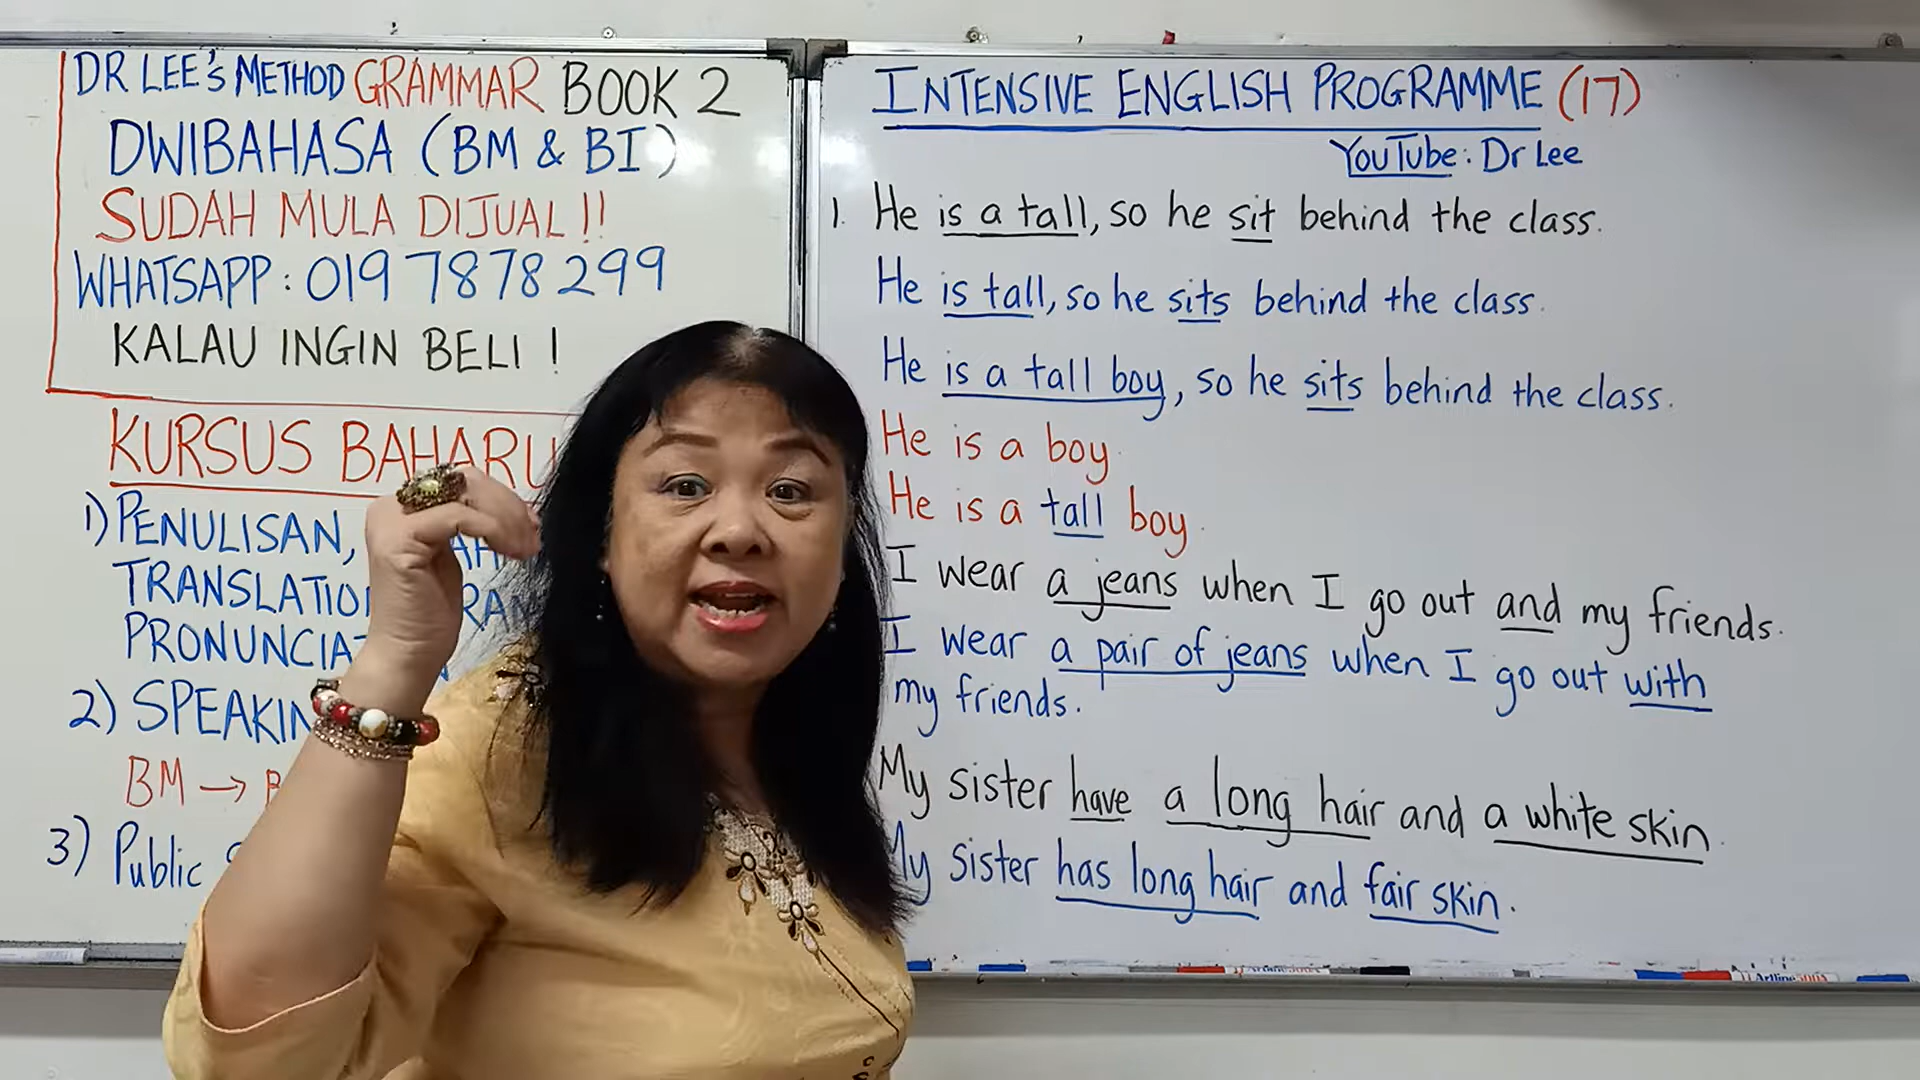 DR LEE'S METHOD GRAMMAR BOOK 2
DWIBAHASA (BM & BI)
SUDAH MULA DIJUAL!!
WHATSAPP: 019 7878299
KALAU INGIN BELI !
KURSUS BAHARU
1) PENULISAN,
TRANSLATIO
PRONUNCIAT
2) SPEAKIN
BM → B
3) Public S
INTENSIVE ENGLISH PROGRAMME (17)
YouTube: Dr Lee
1. He is a tall, so he sit behind the class.
He is tall, so he sits behind the class.
He is a tall boy, so he sits behind the class.
He is a boy.
He is a tall boy.
I wear a jeans when I go out and my friends.
I wear a pair of jeans when I go out with
my friends.
My sister have a long hair and a white skin.
My sister has long hair and fair skin.